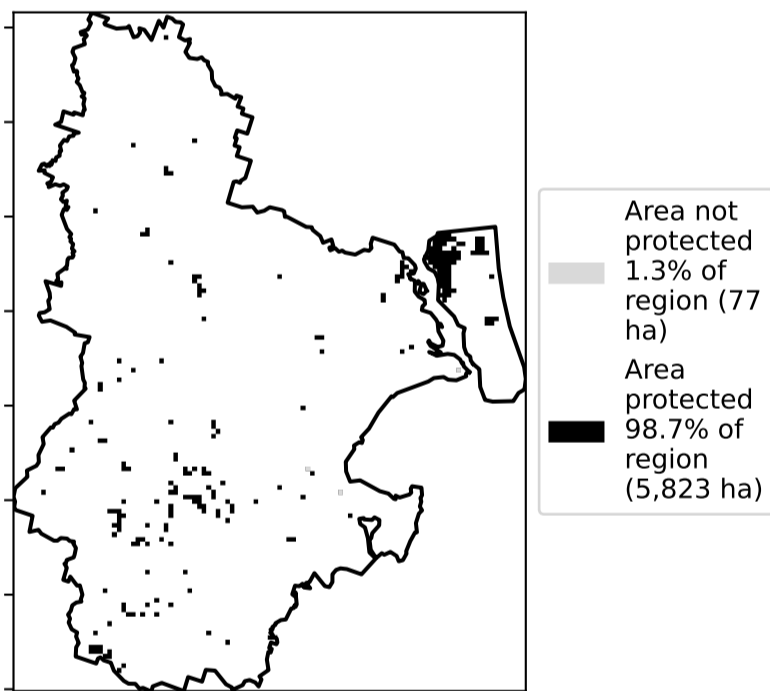 Area not
protected
1.3% of
region (77
ha)
Area
protected
98.7% of
region
(5,823 ha)